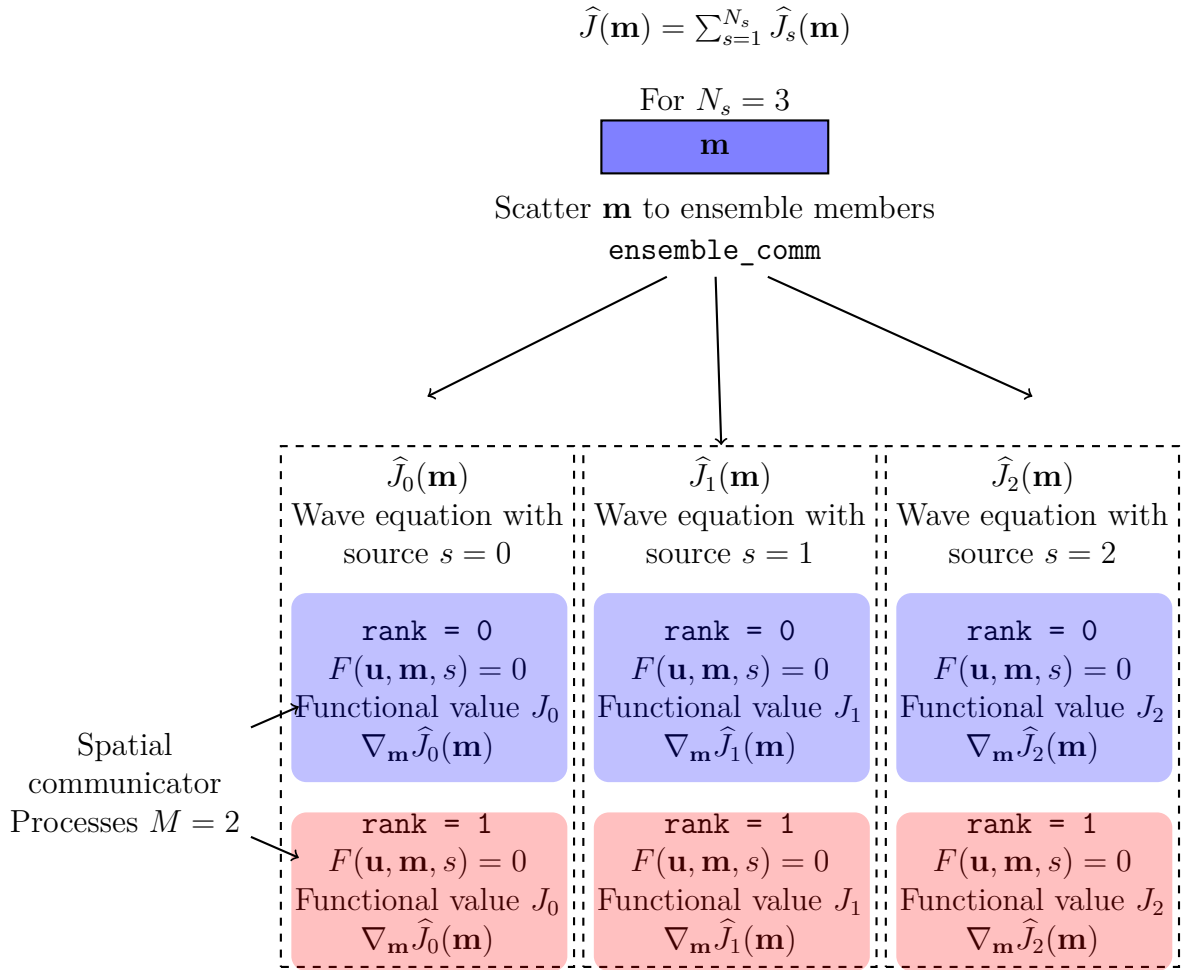 Ĵ(𝐦) = ∑_{s=1}^{N_s} Ĵ_s(𝐦)
For N_s = 3
𝐦
Scatter 𝐦 to ensemble members
ensemble_comm
Ĵ_0(𝐦)
Wave equation with
source s = 0
rank = 0
F(𝐮, 𝐦, s) = 0
Functional value J_0
∇_𝐦 Ĵ_0(𝐦)
rank = 1
F(𝐮, 𝐦, s) = 0
Functional value J_0
∇_𝐦 Ĵ_0(𝐦)
Ĵ_1(𝐦)
Wave equation with
source s = 1
rank = 0
F(𝐮, 𝐦, s) = 0
Functional value J_1
∇_𝐦 Ĵ_1(𝐦)
rank = 1
F(𝐮, 𝐦, s) = 0
Functional value J_1
∇_𝐦 Ĵ_1(𝐦)
Ĵ_2(𝐦)
Wave equation with
source s = 2
rank = 0
F(𝐮, 𝐦, s) = 0
Functional value J_2
∇_𝐦 Ĵ_2(𝐦)
rank = 1
F(𝐮, 𝐦, s) = 0
Functional value J_2
∇_𝐦 Ĵ_2(𝐦)
Spatial
communicator
Processes M = 2